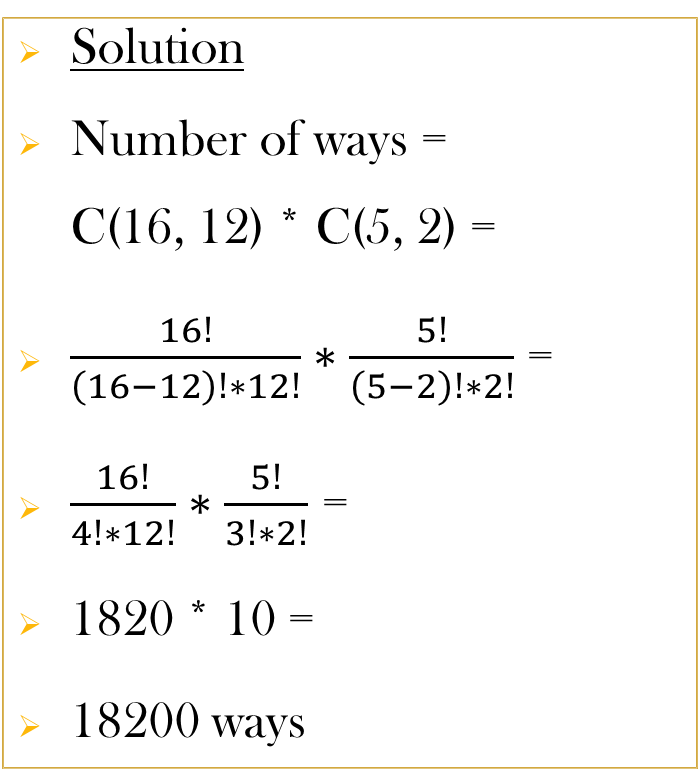 Solution
Number of ways =
C(16, 12) * C(5, 2) =
16!/((16−12)!∗12!) ∗ 5!/((5−2)!∗2!) =
16!/(4!∗12!) ∗ 5!/(3!∗2!) =
1820 * 10 =
18200 ways